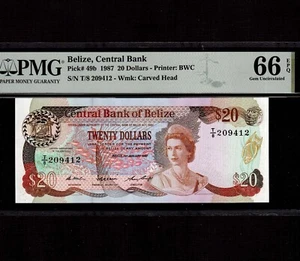 PMG
PAPER MONEY GUARANTY
Belize, Central Bank
Pick# 49b 1987 20 Dollars - Printer: BWC
S/N T/8 209412 - Wmk: Carved Head
66 EPQ
Gem Uncirculated
Central Bank of Belize
$20
TWENTY DOLLARS
T/8 209412
T/8 209412
$20
$20